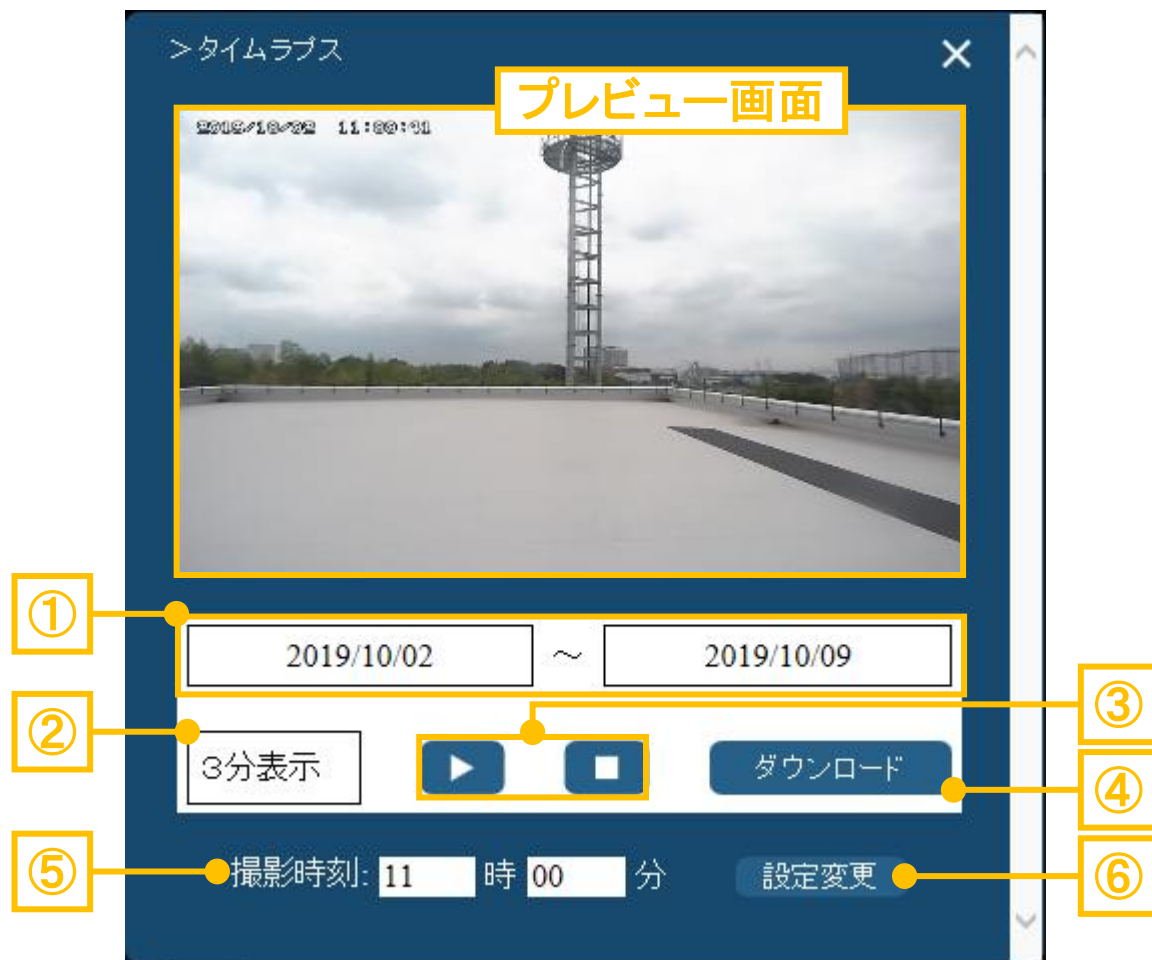 ＞タイムラプス
プレビュー画面
①
2019/10/02 ～ 2019/10/09
②
3分表示
③
ダウンロード
④
⑤
撮影時刻: 11 時 00 分
設定変更
⑥